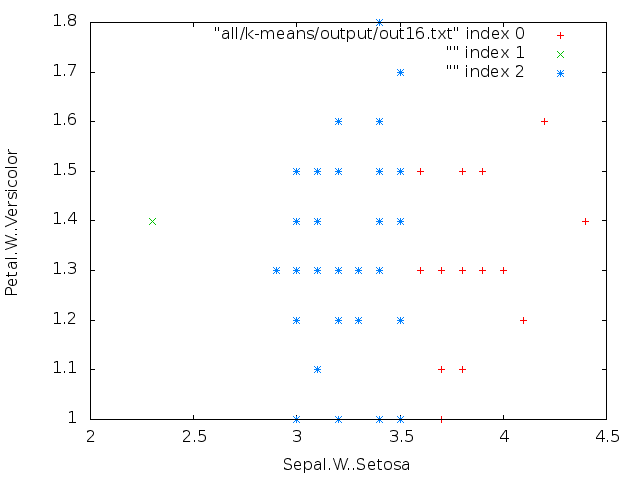 "all/k-means/output/out16.txt" index 0
"" index 1
"" index 2
1.8
1.7
1.6
1.5
1.4
1.3
1.2
1.1
1
2 2.5 3 3.5 4 4.5
Petal.W..Versicolor
Sepal.W..Setosa